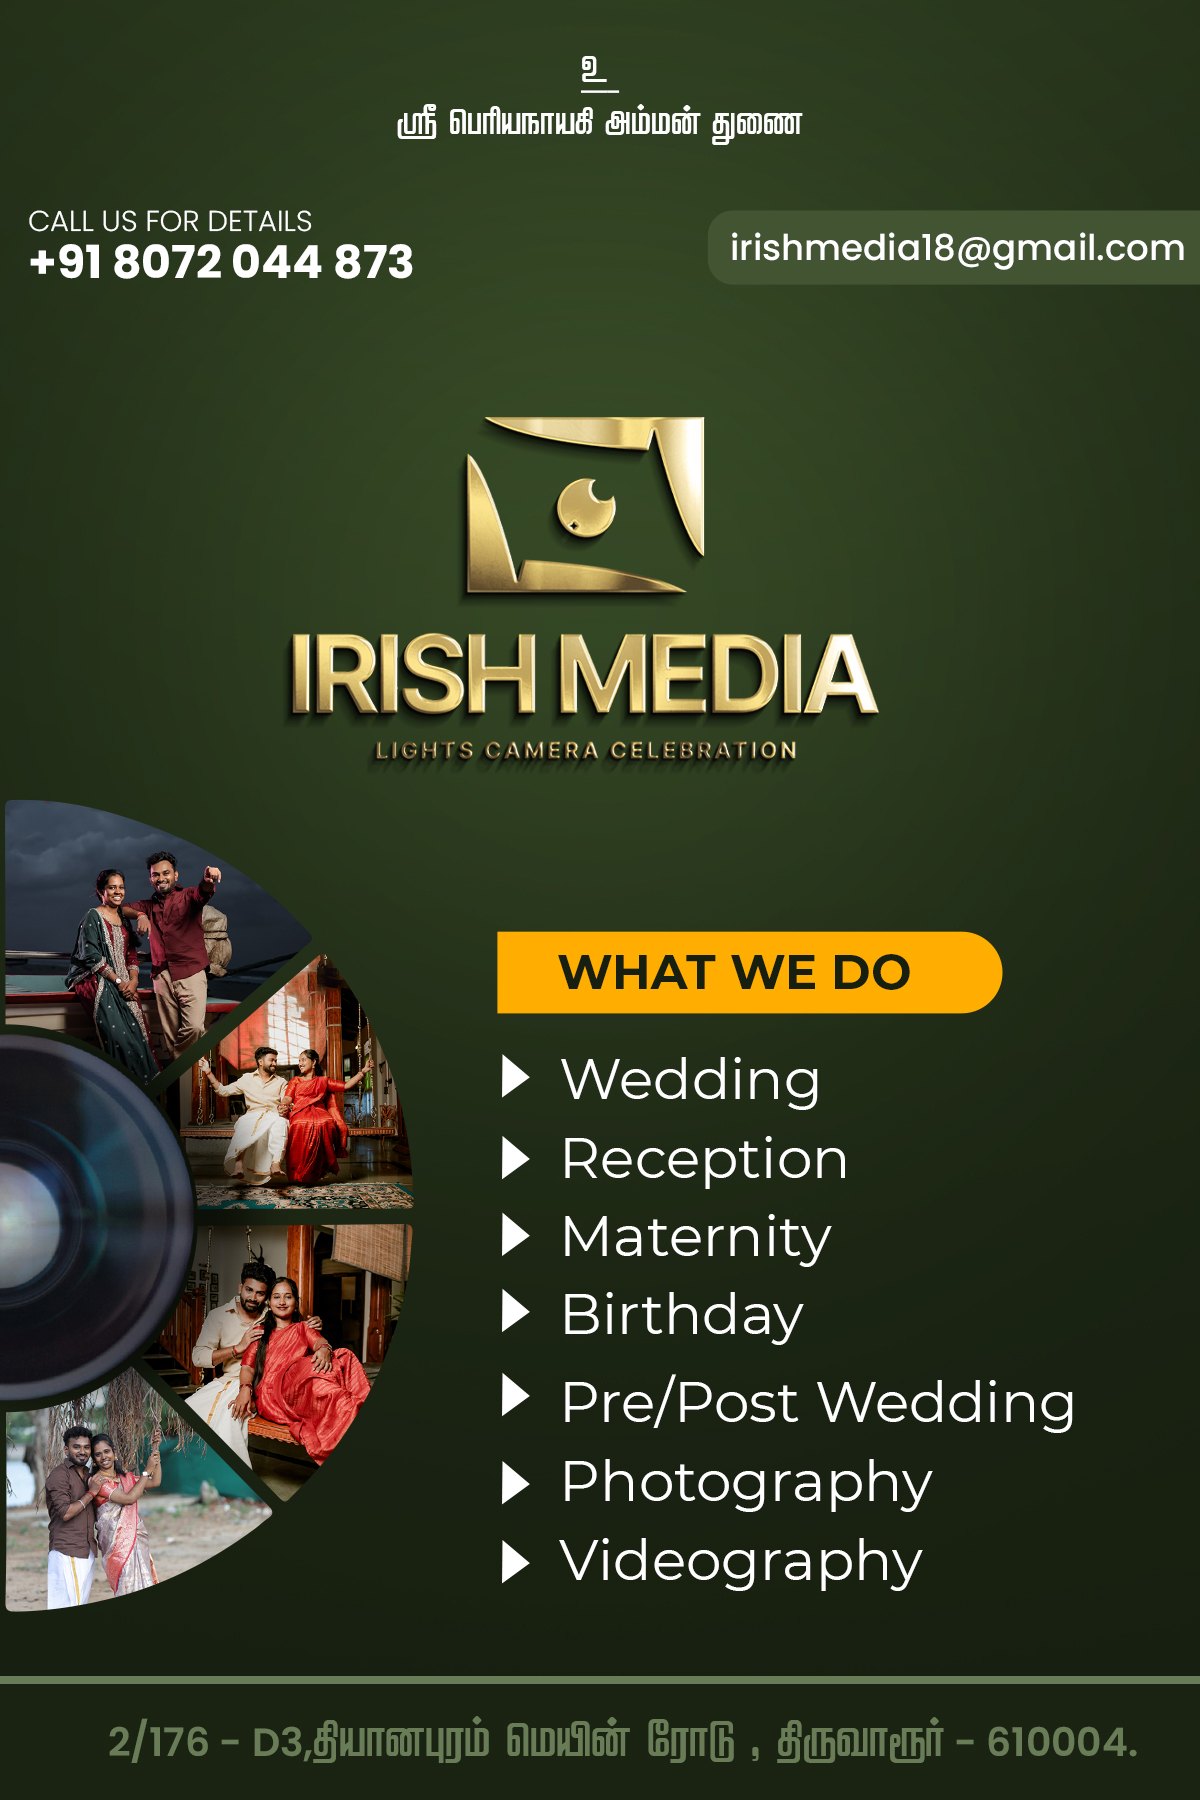 உ
ஸ்ரீ பெரியநாயகி அம்மன் துணை
CALL US FOR DETAILS
+91 8072 044 873
irishmedia18@gmail.com
IRISH MEDIA
LIGHTS CAMERA CELEBRATION
WHAT WE DO
Wedding
Reception
Maternity
Birthday
Pre/Post Wedding
Photography
Videography
2/176 - D3,தியானபுரம் மெயின் ரோடு , திருவாரூர் - 610004.